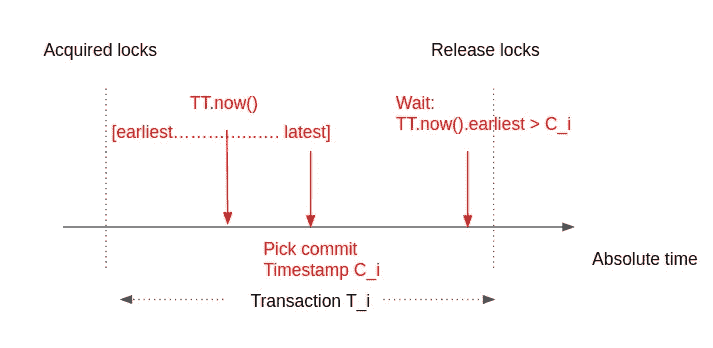 Acquired locks
Release locks
TT.now()
[earliest…………..…. latest]
Wait:
TT.now().earliest > C_i
Pick commit
Timestamp C_i
Absolute time
Transaction T_i